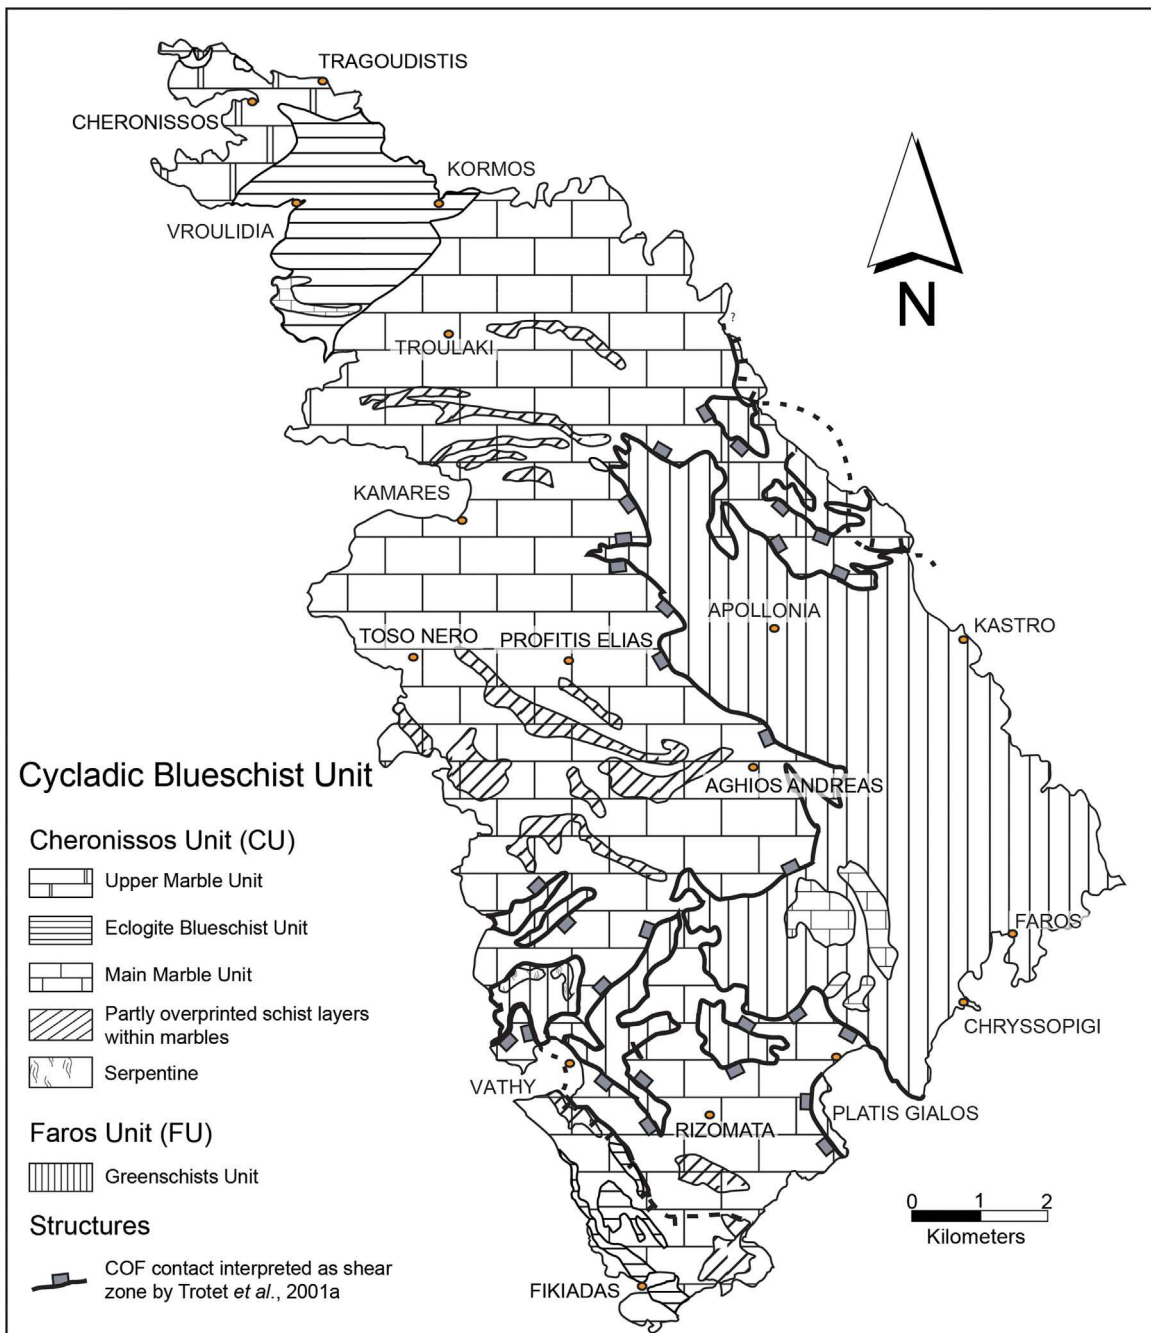 TRAGOUDISTIS
CHERONISSOS
KORMOS
VROULIDIA
N
?
TROULAKI
KAMARES
APOLLONIA
KASTRO
TOSO NERO
PROFITIS ELIAS
AGHIOS ANDREAS
FAROS
CHRYSSOPIGI
VATHY
PLATIS GIALOS
RIZOMATA
FIKIADAS
Cycladic Blueschist Unit
Cheronissos Unit (CU)
Upper Marble Unit
Eclogite Blueschist Unit
Main Marble Unit
Partly overprinted schist layers
within marbles
Serpentine
Faros Unit (FU)
Greenschists Unit
Structures
COF contact interpreted as shear
zone by Trotet et al., 2001a
0 1 2
Kilometers